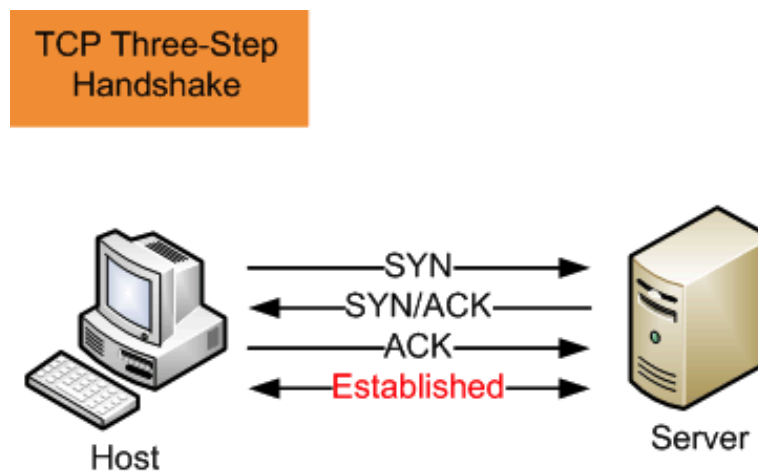 TCP Three-Step
Handshake
SYN
SYN/ACK
ACK
Established
Host
Server